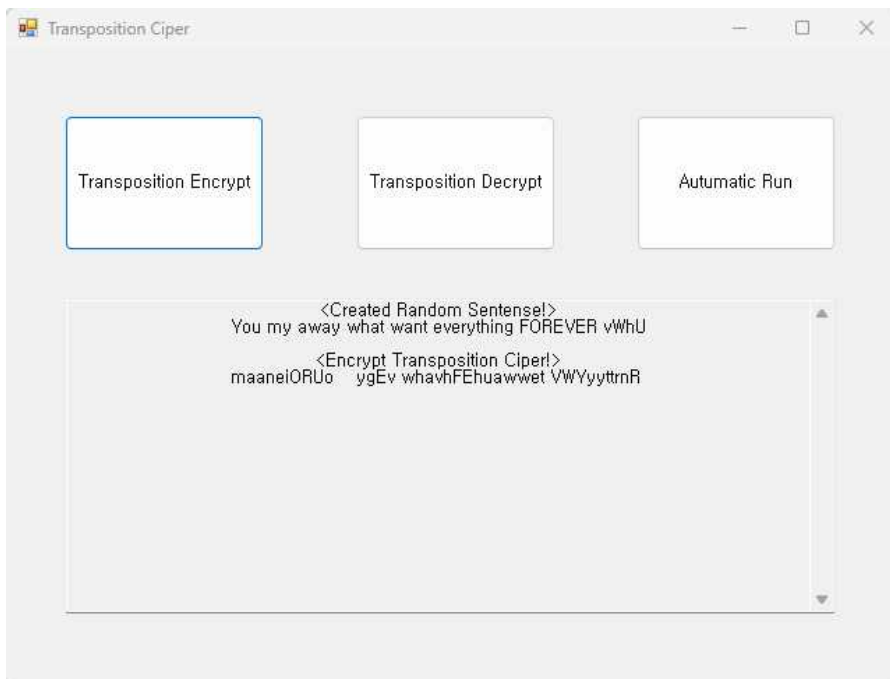 Transposition Ciper
Transposition Encrypt
Transposition Decrypt
Autumatic Run
<Created Random Sentense!>
You my away what want everything FOREVER vWhU
<Encrypt Transposition Ciper!>
maaneiORUo    ygEv whavhFEhuawwet VWYyyttrnR